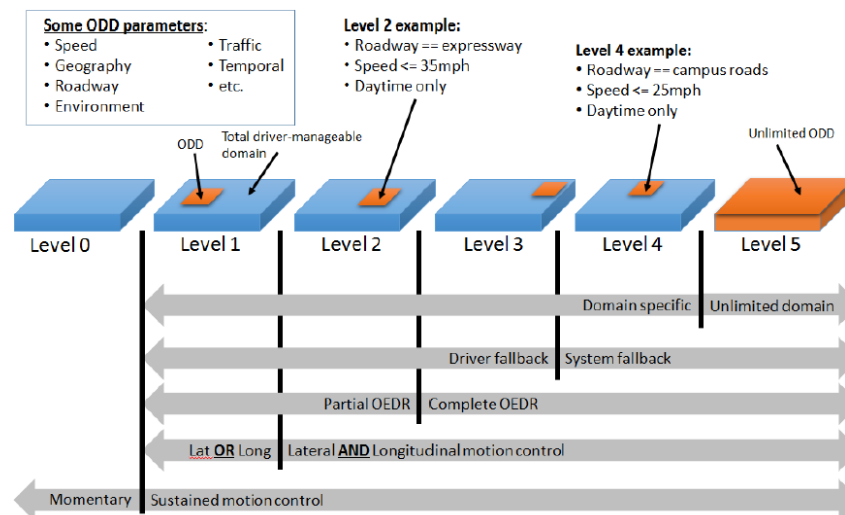 Some ODD parameters:
• Speed
• Geography
• Roadway
• Environment
• Traffic
• Temporal
• etc.
Level 2 example:
• Roadway == expressway
• Speed <= 35mph
• Daytime only
Level 4 example:
• Roadway == campus roads
• Speed <= 25mph
• Daytime only
ODD
Total driver-manageable
domain
Unlimited ODD
Level 0
Level 1
Level 2
Level 3
Level 4
Level 5
Domain specific
Unlimited domain
Driver fallback
System fallback
Partial OEDR
Complete OEDR
Lat OR Long
Lateral AND Longitudinal motion control
Momentary
Sustained motion control